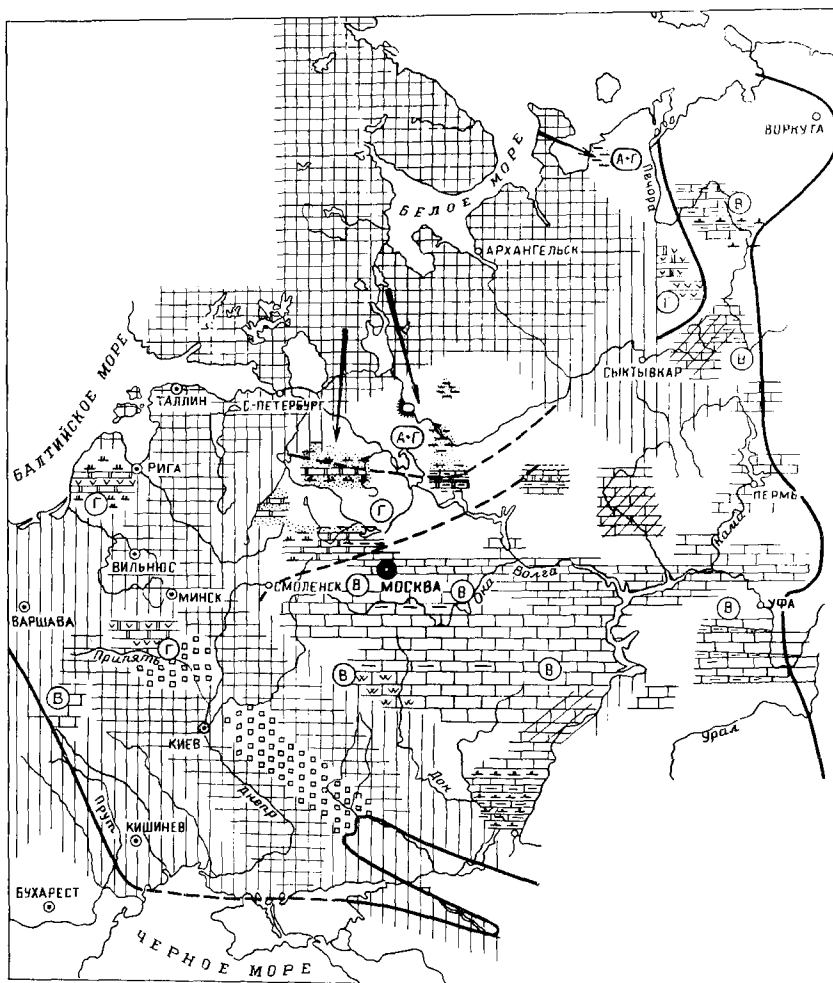 ВОРКУТА
БЕЛОЕ МОРЕ
А+Г
Печора
В
АРХАНГЕЛЬСК
Г
СЫКТЫВКАР
В
БАЛТИЙСКОЕ МОРЕ
ТАЛЛИН
С-ПЕТЕРБУРГ
А+Г
РИГА
Г
Г
ПЕРМЬ
Кама
ВИЛЬНЮС
МИНСК
СМОЛЕНСК
В
МОСКВА
В
Ока
Волга
В
УФА
ВАРШАВА
Припять
Г
В
В
В
КИЕВ
Урал
Днепр
Дон
Прут
КИШИНЕВ
БУХАРЕСТ
ЧЕРНОЕ МОРЕ